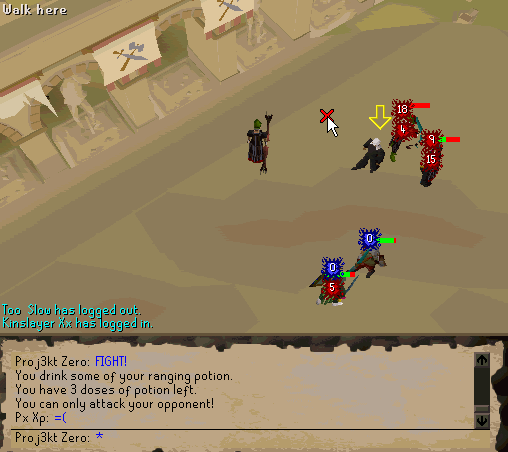 Walk here
18
4
9
15
0
0
5
Too Slow has logged out.
Kinslayer Xx has logged in.
Proj3kt Zero: FIGHT!
You drink some of your ranging potion.
You have 3 doses of potion left.
You can only attack your opponent!
Px Xp: =(
Proj3kt Zero: *